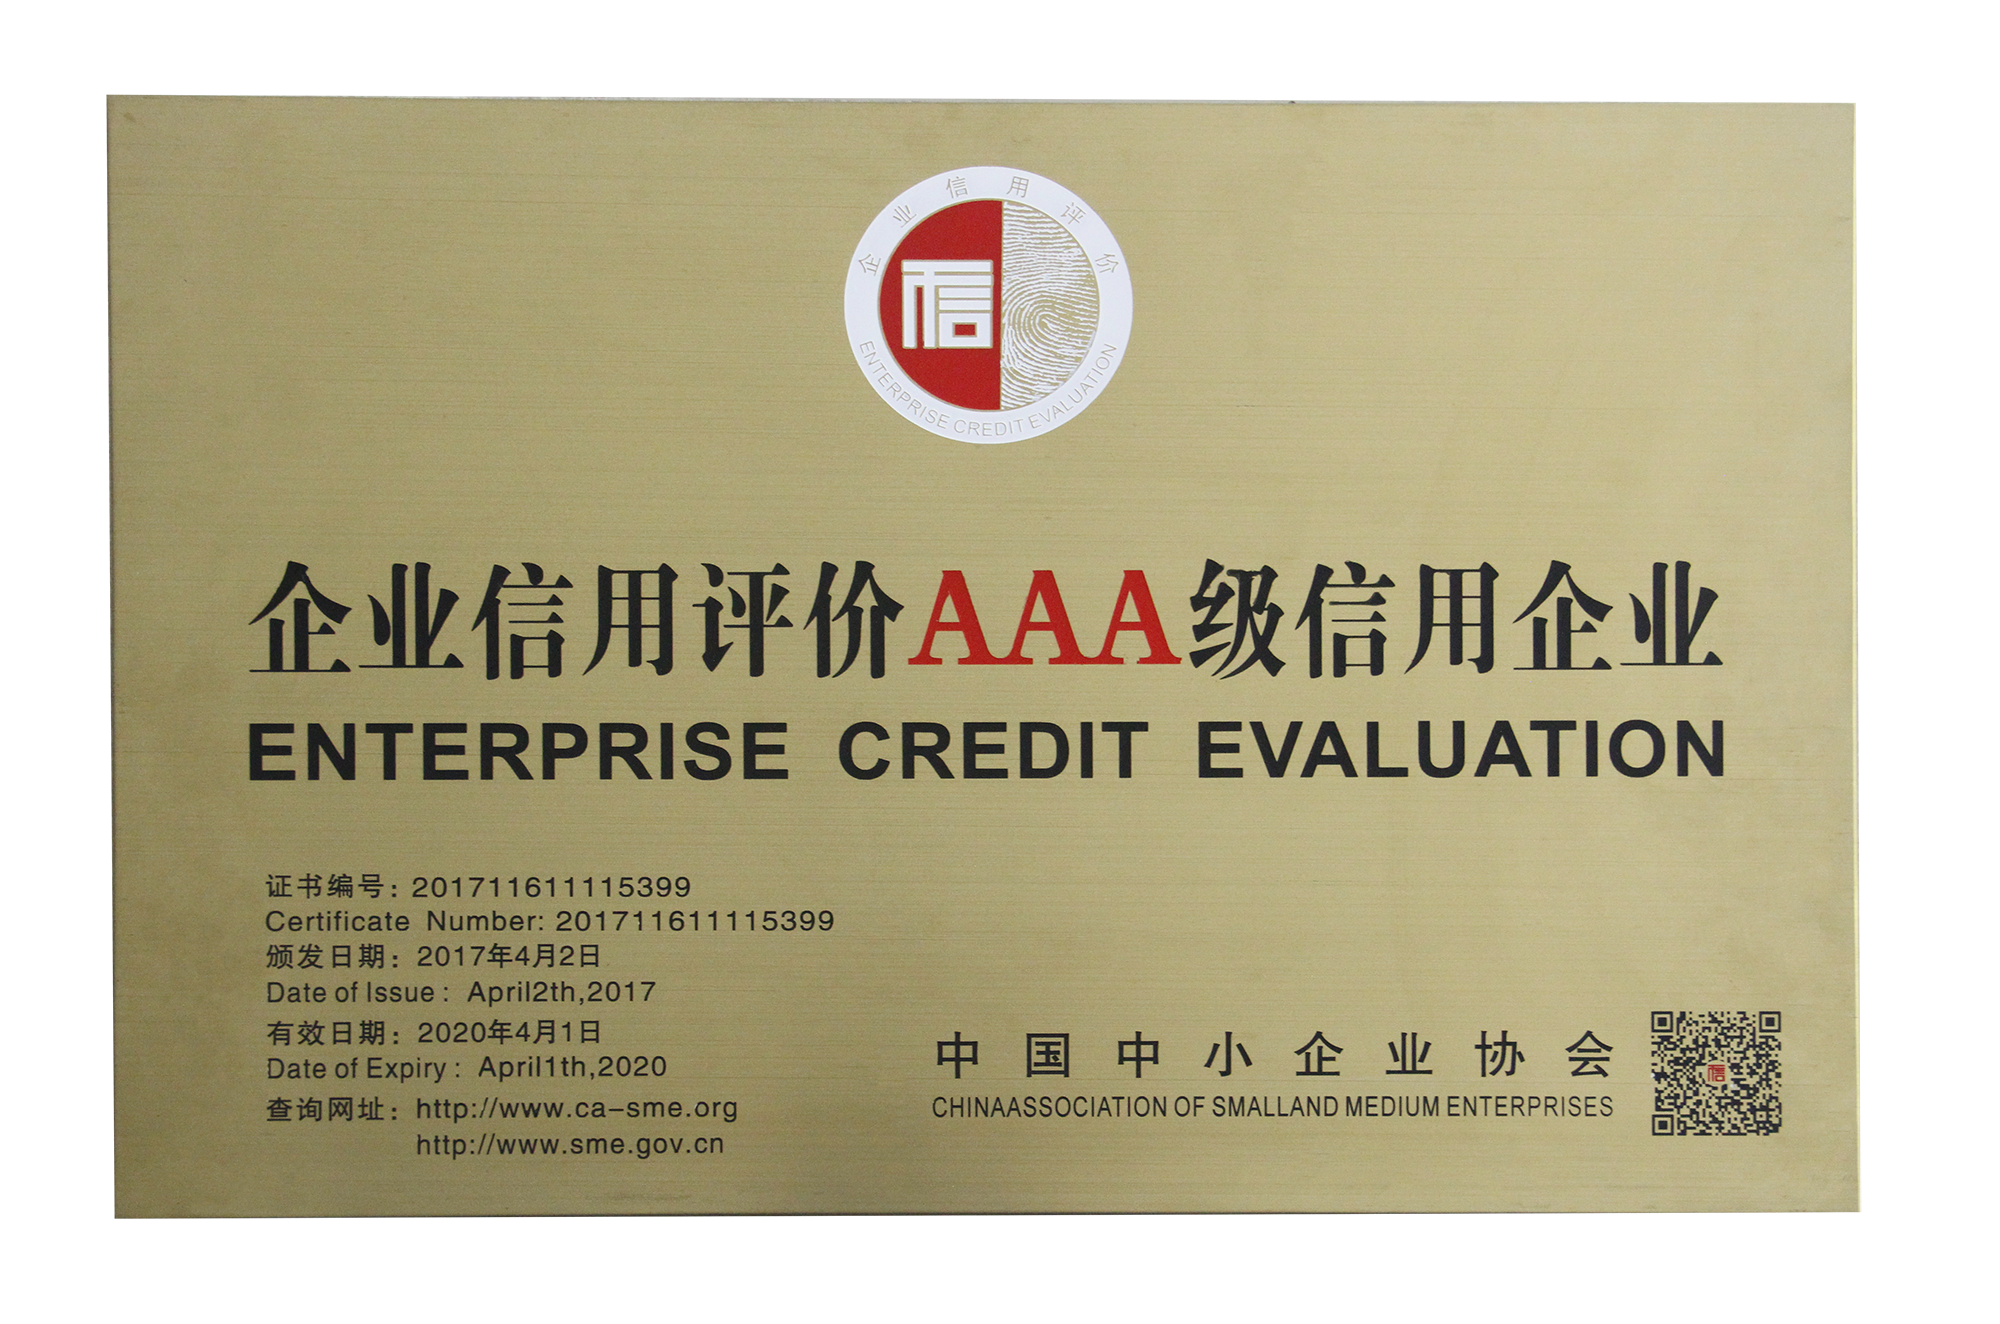 企业信用评价
信
ENTERPRISE CREDIT EVALUATION
企业信用评价AAA级信用企业
ENTERPRISE CREDIT EVALUATION
证书编号：201711611115399
Certificate Number: 201711611115399
颁发日期：2017年4月2日
Date of Issue : April2th,2017
有效日期：2020年4月1日
Date of Expiry : April1th,2020
查询网址：http://www.ca-sme.org
http://www.sme.gov.cn
中国中小企业协会
CHINAASSOCIATION OF SMALLAND MEDIUM ENTERPRISES
信